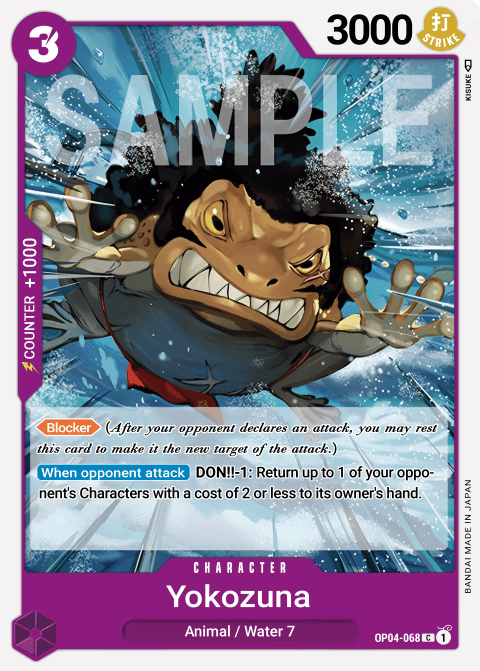 3
3000
打
STRIKE
KISUKE
SAMPLE
COUNTER +1000
Blocker (After your opponent declares an attack, you may rest
this card to make it the new target of the attack.)
When opponent attack DON!!-1: Return up to 1 of your oppo-
nent's Characters with a cost of 2 or less to its owner's hand.
BANDAI MADE IN JAPAN
CHARACTER
Yokozuna
Animal / Water 7
OP04-068 C 1